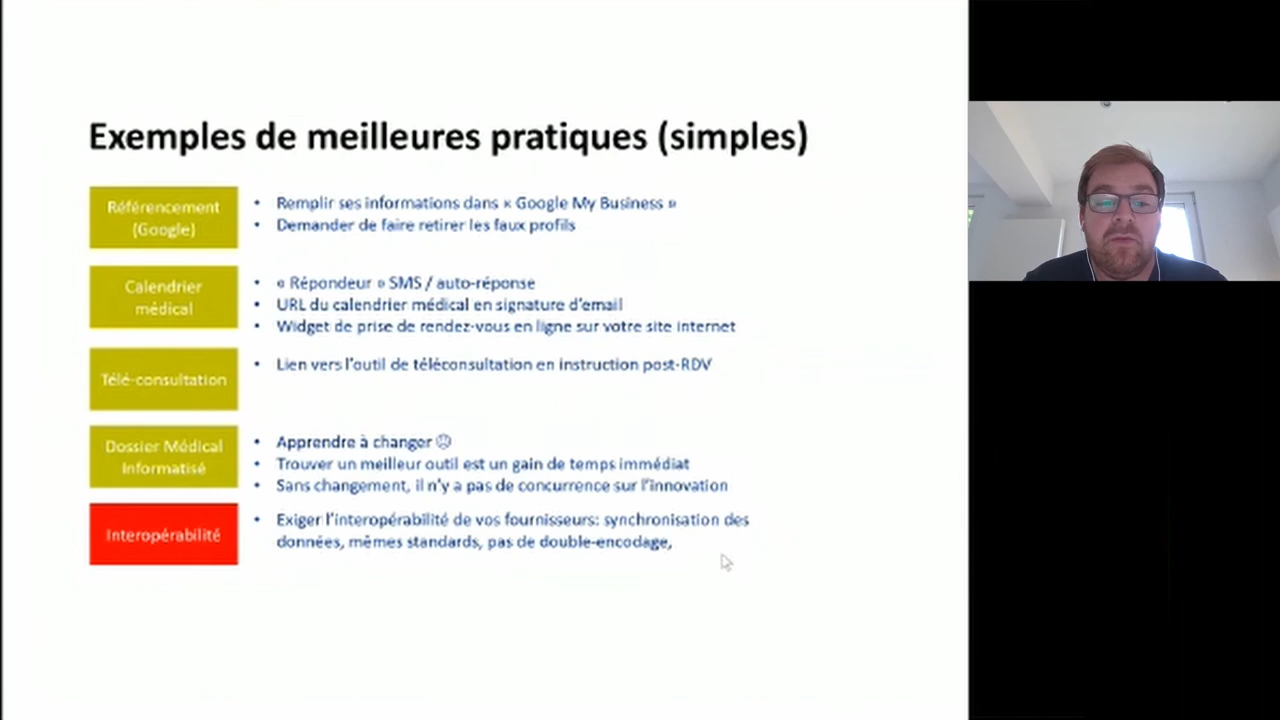 Exemples de meilleures pratiques (simples)
Référencement
(Google)
• Remplir ses informations dans « Google My Business »
• Demander de faire retirer les faux profils
Calendrier
médical
• « Répondeur » SMS / auto-réponse
• URL du calendrier médical en signature d'email
• Widget de prise de rendez-vous en ligne sur votre site internet
Télé-consultation
• Lien vers l'outil de téléconsultation en instruction post-RDV
Dossier Médical
Informatisé
• Apprendre à changer ☹
• Trouver un meilleur outil est un gain de temps immédiat
• Sans changement, il n'y a pas de concurrence sur l'innovation
Interopérabilité
• Exiger l'interopérabilité de vos fournisseurs: synchronisation des
données, mêmes standards, pas de double-encodage,